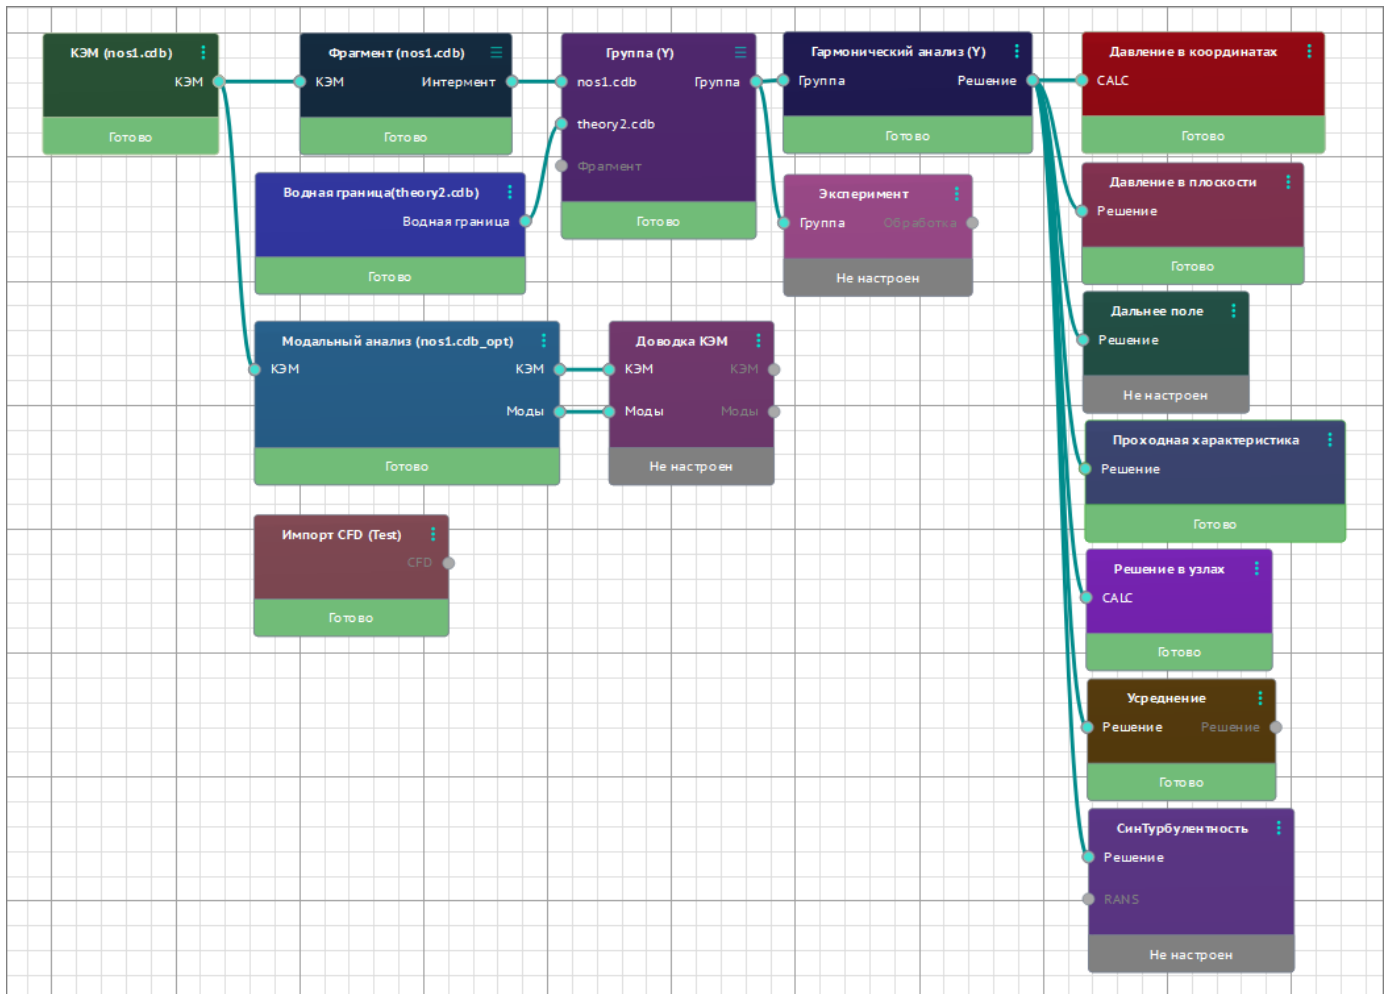 КЭМ (nos1.cdb)
КЭМ
Готово
Фрагмент (nos1.cdb)
КЭМ Интермент
Готово
Группа (Y)
nos1.cdb Группа
theory2.cdb
Фрагмент
Готово
Гармонический анализ (Y)
Группа Решение
Готово
Давление в координатах
CALC
Готово
Водная граница(theory2.cdb)
Водная граница
Готово
Эксперимент
Группа Обработка
Не настроен
Давление в плоскости
Решение
Готово
Дальнее поле
Решение
Не настроен
Модальный анализ (nos1.cdb_opt)
КЭМ КЭМ
Моды
Готово
Доводка КЭМ
КЭМ КЭМ
Моды Моды
Не настроен
Проходная характеристика
Решение
Готово
Импорт CFD (Test)
CFD
Готово
Решение в узлах
CALC
Готово
Усреднение
Решение Решение
Готово
СинТурбулентность
Решение
RANS
Не настроен